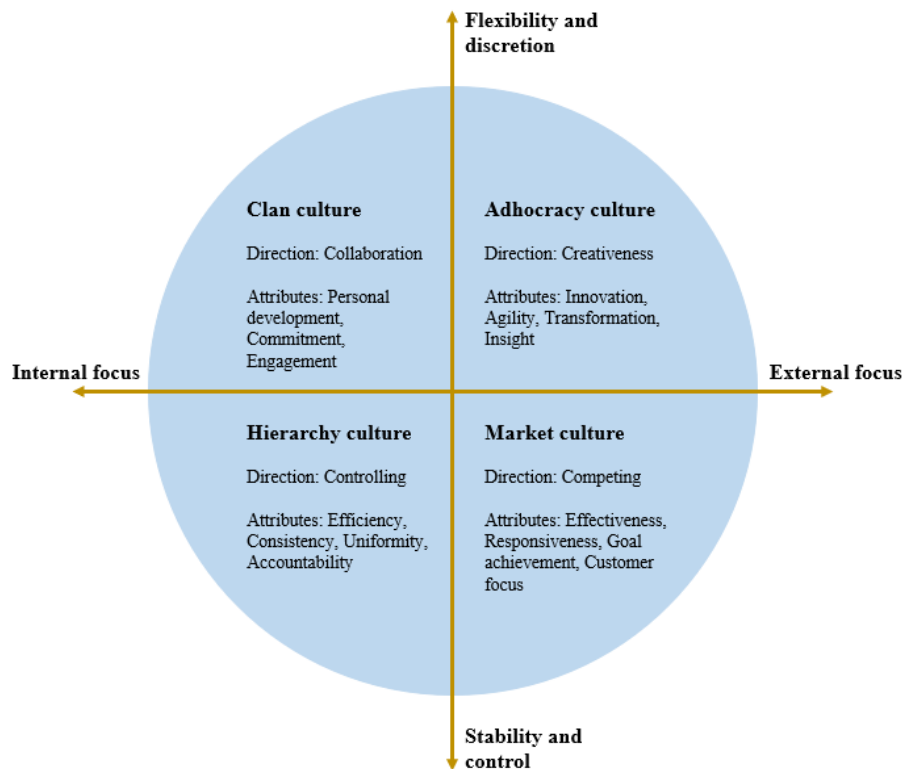 Flexibility and
discretion
Clan culture
Direction: Collaboration
Attributes: Personal
development,
Commitment,
Engagement
Adhocracy culture
Direction: Creativeness
Attributes: Innovation,
Agility, Transformation,
Insight
Internal focus
External focus
Hierarchy culture
Direction: Controlling
Attributes: Efficiency,
Consistency, Uniformity,
Accountability
Market culture
Direction: Competing
Attributes: Effectiveness,
Responsiveness, Goal
achievement, Customer
focus
Stability and
control